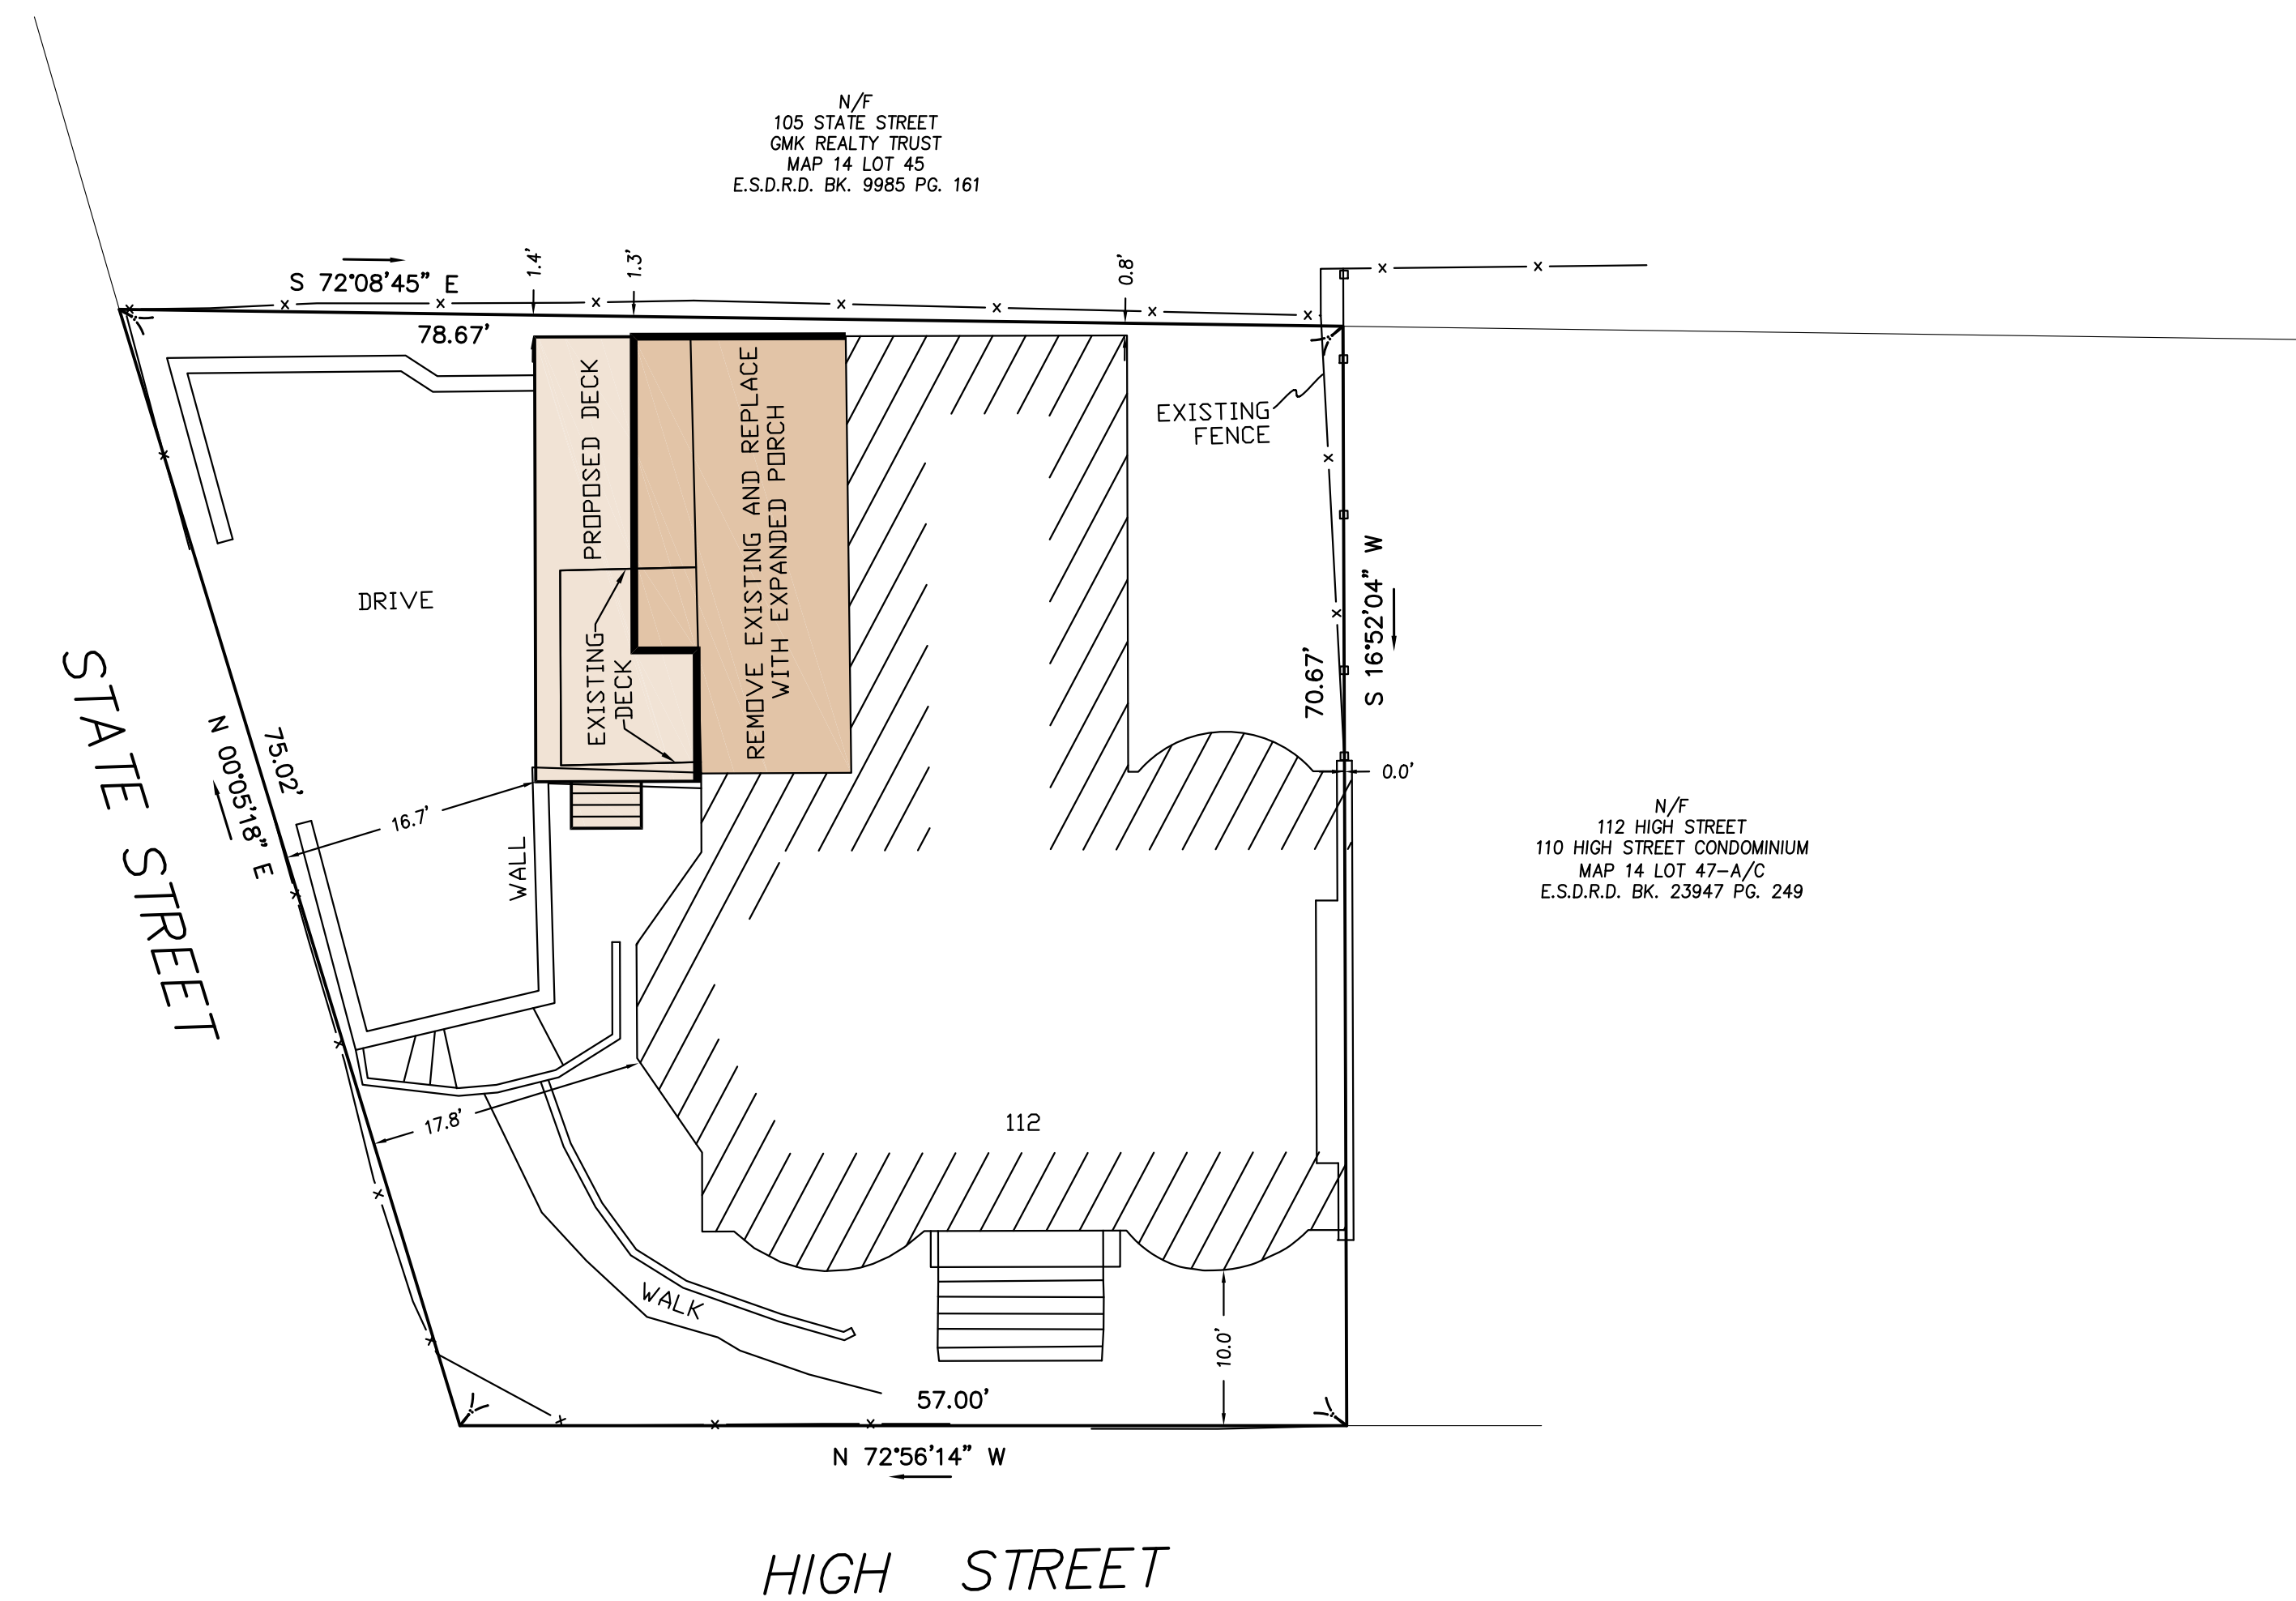 N/F
105 STATE STREET
GMK REALTY TRUST
MAP 14 LOT 45
E.S.D.R.D. BK. 9985 PG. 161
S 72°08'45" E
78.67'
1.4'
1.3'
0.8'
EXISTING
FENCE
PROPOSED DECK
REMOVE EXISTING AND REPLACE
WITH EXPANDED PORCH
EXISTING
DECK
DRIVE
STATE STREET
N 00°05'18" E
75.02'
16.7'
WALL
70.67'
S 16°52'04" W
0.0'
N/F
112 HIGH STREET
110 HIGH STREET CONDOMINIUM
MAP 14 LOT 47-A/C
E.S.D.R.D. BK. 23947 PG. 249
17.8'
112
WALK
10.0'
57.00'
N 72°56'14" W
HIGH STREET